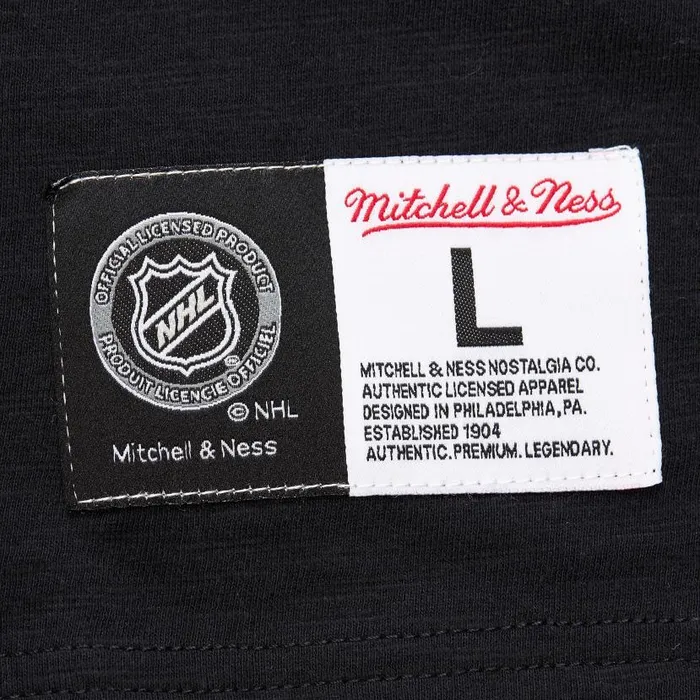 OFFICIAL LICENSED PRODUCT
NHL
PRODUIT LICENCIÉ OFFICIEL
© NHL
Mitchell & Ness
Mitchell & Ness
L
MITCHELL & NESS NOSTALGIA CO.
AUTHENTIC LICENSED APPAREL
DESIGNED IN PHILADELPHIA, PA.
ESTABLISHED 1904
AUTHENTIC. PREMIUM. LEGENDARY.